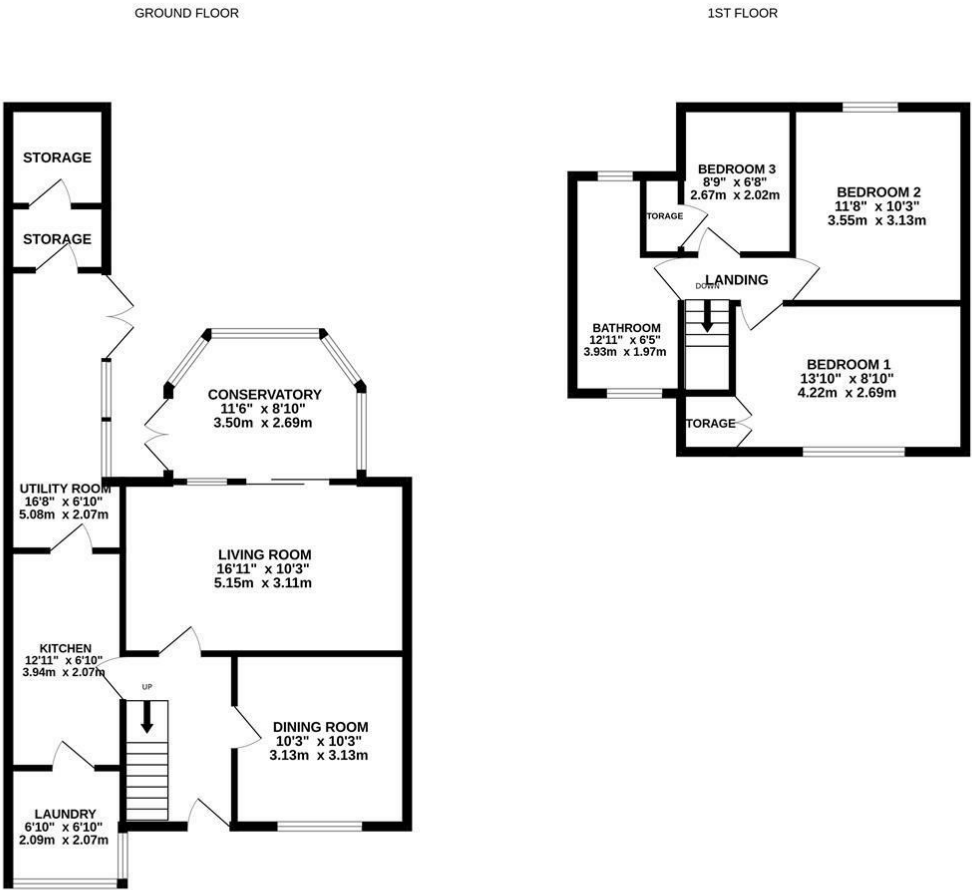 GROUND FLOOR
STORAGE
STORAGE
CONSERVATORY
11'6" x 8'10"
3.50m x 2.69m
UTILITY ROOM
16'8" x 6'10"
5.08m x 2.07m
LIVING ROOM
16'11" x 10'3"
5.15m x 3.11m
KITCHEN
12'11" x 6'10"
3.94m x 2.07m
UP
DINING ROOM
10'3" x 10'3"
3.13m x 3.13m
LAUNDRY
6'10" x 6'10"
2.09m x 2.07m
1ST FLOOR
BEDROOM 3
8'9" x 6'8"
2.67m x 2.02m
BEDROOM 2
11'8" x 10'3"
3.55m x 3.13m
TORAGE
LANDING
DOWN
BATHROOM
12'11" x 6'5"
3.93m x 1.97m
BEDROOM 1
13'10" x 8'10"
4.22m x 2.69m
TORAGE